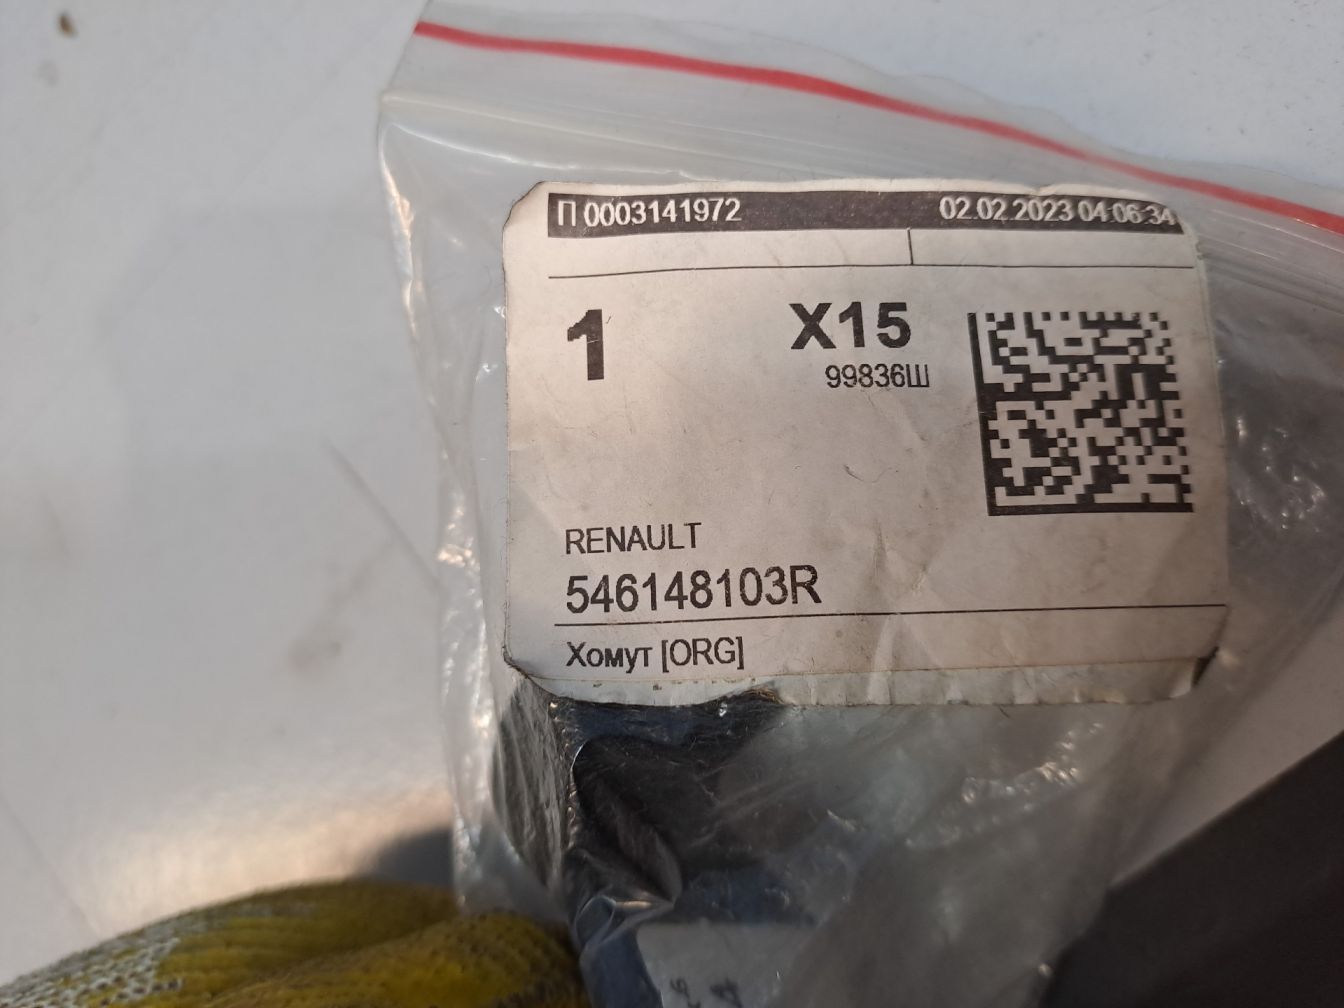 П 0003141972 02.02.2023 04:06:34
1 X15
99836Ш
RENAULT
546148103R
Хомут [ORG]